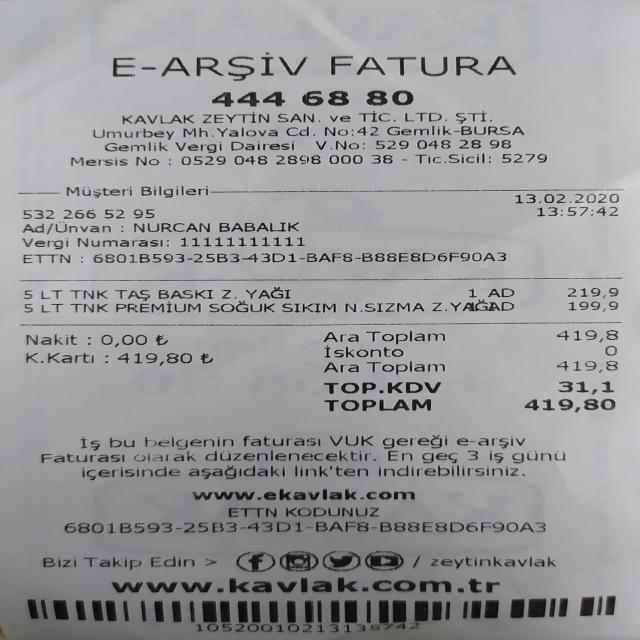 E-ARŞİV FATURA
444 68 80
KAVLAK ZEYTİN SAN. ve TİC. LTD. ŞTİ.
Umurbey Mh.Yalova Cd. No:42 Gemlik-BURSA
Gemlik Vergi Dairesi V.No: 529 048 28 98
Mersis No : 0529 048 2898 000 38 - Tic.Sicil: 5279
Müşteri Bilgileri
13.02.2020
532 266 52 95 13:57:42
Ad/Ünvan : NURCAN BABALIK
Vergi Numarası: 11111111111
ETTN : 6801B593-25B3-43D1-BAF8-B88E8D6F90A3
5 LT TNK TAŞ BASKI Z. YAĞI 1 AD 219,9
5 LT TNK PREMIUM SOĞUK SIKIM N.SIZMA Z.YAĞI 1 AD 199,9
Nakit : 0,00 ₺ Ara Toplam 419,8
İskonto 0
K.Kartı : 419,80 ₺ Ara Toplam 419,8
TOP.KDV 31,1
TOPLAM 419,80
İş bu belgenin faturası VUK gereği e-arşiv
Faturası olarak düzenlenecektir. En geç 3 iş günü
içerisinde aşağıdaki link'ten indirebilirsiniz.
www.ekavlak.com
ETTN KODUNUZ
6801B593-25B3-43D1-BAF8-B88E8D6F90A3
Bizi Takip Edin > / zeytinkavlak
www.kavlak.com.tr
10520010213135742